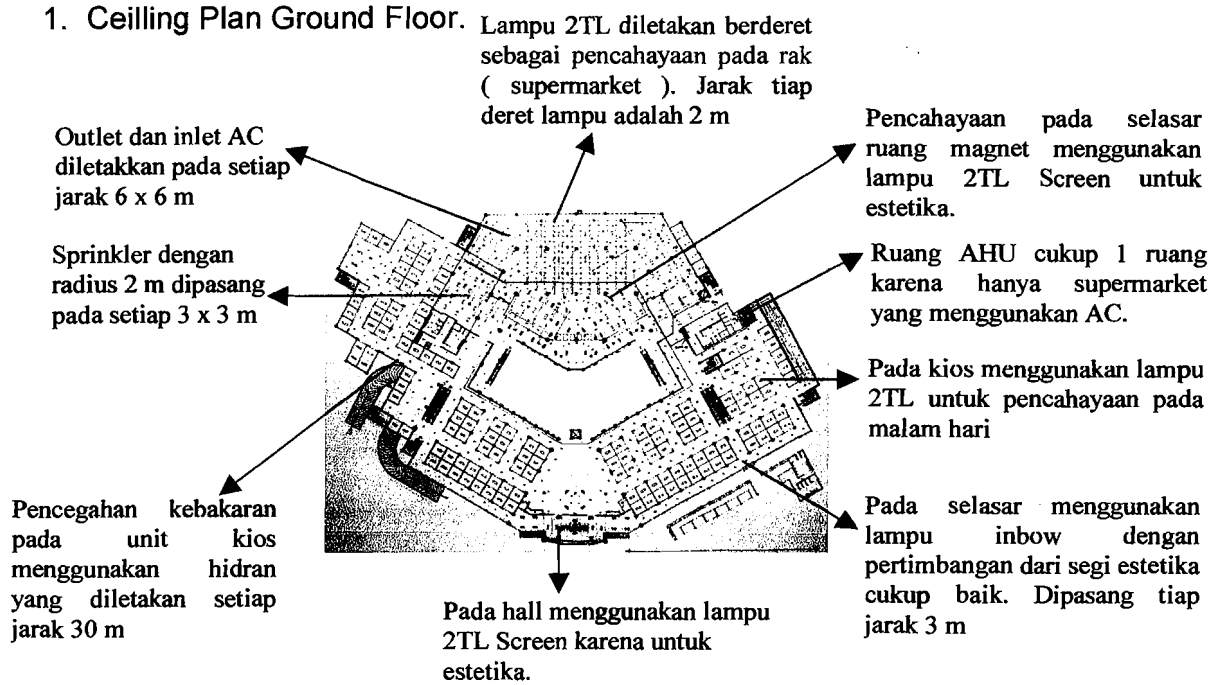 1. Ceilling Plan Ground Floor.
Lampu 2TL diletakan berderet
sebagai pencahayaan pada rak
( supermarket ). Jarak tiap
deret lampu adalah 2 m
Outlet dan inlet AC
diletakkan pada setiap
jarak 6 x 6 m
Sprinkler dengan
radius 2 m dipasang
pada setiap 3 x 3 m
Pencegahan kebakaran
pada unit kios
menggunakan hidran
yang diletakan setiap
jarak 30 m
Pada hall menggunakan lampu
2TL Screen karena untuk
estetika.
Pencahayaan pada selasar
ruang magnet menggunakan
lampu 2TL Screen untuk
estetika.
Ruang AHU cukup 1 ruang
karena hanya supermarket
yang menggunakan AC.
Pada kios menggunakan lampu
2TL untuk pencahayaan pada
malam hari
Pada selasar menggunakan
lampu inbow dengan
pertimbangan dari segi estetika
cukup baik. Dipasang tiap
jarak 3 m